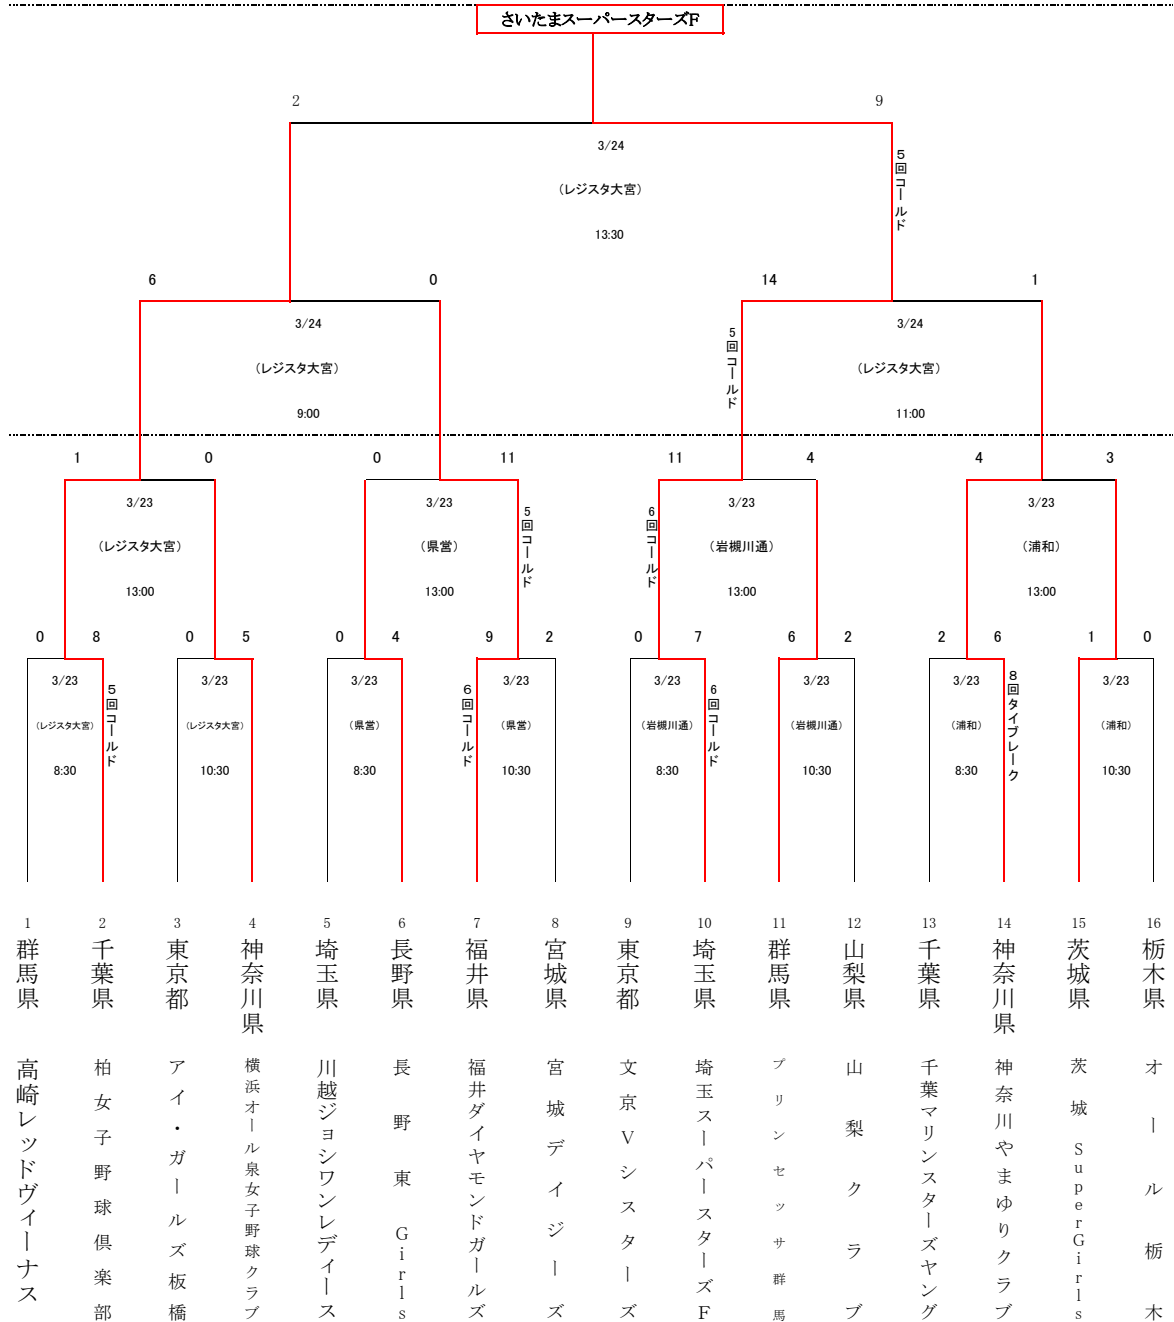 さいたまスーパースターズF
2 9
3/24
(レジスタ大宮)
13:30
5回コールド
6 0 14 1
3/24 3/24
(レジスタ大宮) (レジスタ大宮)
9:00 11:00
5回コールド
1 0 0 11 11 4 4 3
3/23 3/23 3/23 3/23
(レジスタ大宮) (県営) (岩槻川通) (浦和)
13:00 13:00 13:00 13:00
5回コールド
6回コールド
0 8 0 5 0 4 9 2 0 7 6 2 2 6 1 0
3/23 3/23 3/23 3/23 3/23 3/23 3/23 3/23
(レジスタ大宮) (レジスタ大宮) (県営) (県営) (岩槻川通) (岩槻川通) (浦和) (浦和)
8:30 10:30 8:30 10:30 8:30 10:30 8:30 10:30
5回コールド
6回コールド
6回コールド
8回タイブレーク
1 群馬県 高崎レッドヴィーナス
2 千葉県 柏女子野球倶楽部
3 東京都 アイ・ガールズ板橋
4 神奈川県 横浜オール泉女子野球クラブ
5 埼玉県 川越ジョシワンレディース
6 長野県 長野東Girls
7 福井県 福井ダイヤモンドガールズ
8 宮城県 宮城デイジーズ
9 東京都 文京Vシスターズ
10 埼玉県 埼玉スーパースターズF
11 群馬県 プリンセッサ群馬
12 山梨県 山梨クラブ
13 千葉県 千葉マリンスターズヤング
14 神奈川県 神奈川やまゆりクラブ
15 茨城県 茨城 SuperGirls
16 栃木県 オール栃木